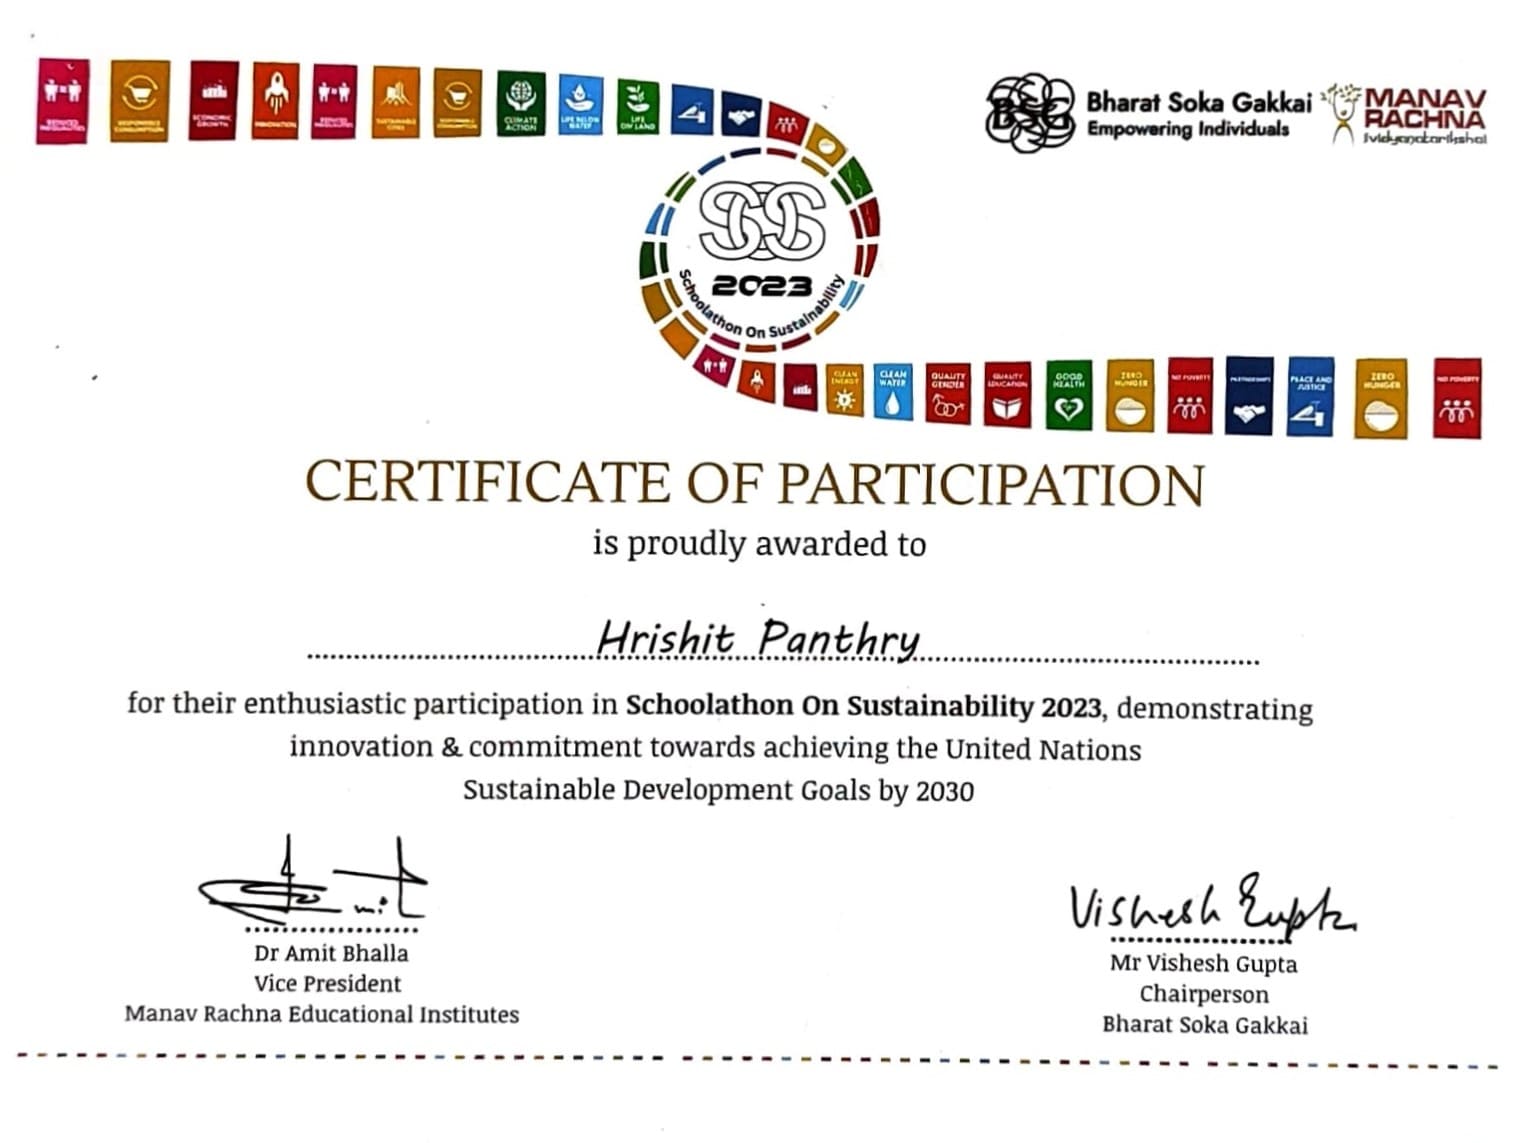 REDUCED INEQUALITIES
RESPONSIBLE CONSUMPTION
ECONOMIC GROWTH
INNOVATION
REDUCED INEQUALITIES
SUSTAINABLE CITIES
RESPONSIBLE CONSUMPTION
CLIMATE ACTION
LIFE BELOW WATER
LIFE ON LAND
BSG
Bharat Soka Gakkai
Empowering Individuals
MANAV
RACHNA
SOS
2023
Schoolathon On Sustainability
CLEAN ENERGY
CLEAN WATER
QUALITY GENDER
QUALITY EDUCATION
GOOD HEALTH
ZERO HUNGER
NO POVERTY
PARTNERSHIPS
PEACE AND JUSTICE
ZERO HUNGER
NO POVERTY
CERTIFICATE OF PARTICIPATION
is proudly awarded to
Hrishit Panthry
for their enthusiastic participation in Schoolathon On Sustainability 2023, demonstrating
innovation & commitment towards achieving the United Nations
Sustainable Development Goals by 2030
Amit
Dr Amit Bhalla
Vice President
Manav Rachna Educational Institutes
Vishesh Gupta
Mr Vishesh Gupta
Chairperson
Bharat Soka Gakkai